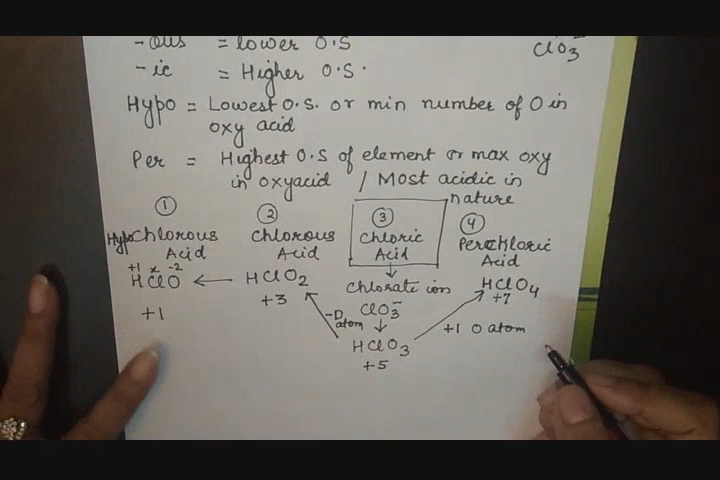 -ous = lower O.S
ClO3
-ic = Higher O.S.
Hypo = Lowest O.S. or min number of O in
oxy acid
Per = Highest O.S of element or max oxy
in oxyacid / Most acidic in
nature
① ② ③ ④
Hypo Chlorous Acid
Chlorous Acid
Chloric Acid
Perchloric Acid
+1 x -2
HClO
+1
HClO2
+3
Chlorate ion
ClO3-
HClO4
+7
-O atom
+1 O atom
HClO3
+5